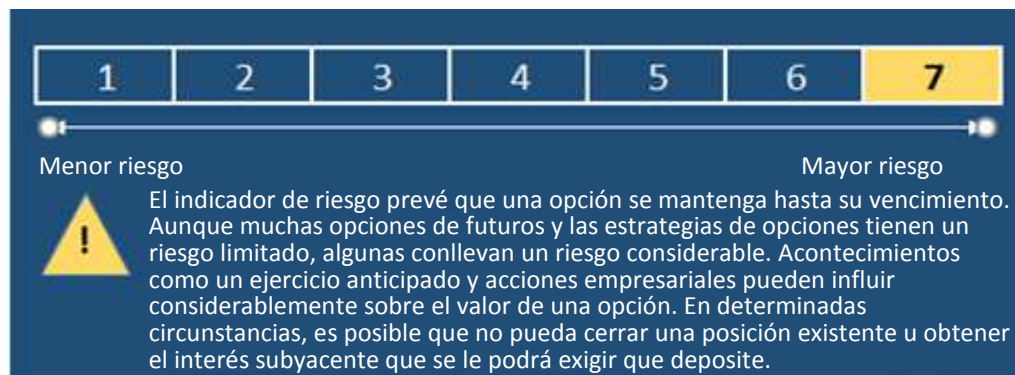 1 2 3 4 5 6 7
Menor riesgo Mayor riesgo
El indicador de riesgo prevé que una opción se mantenga hasta su vencimiento.
Aunque muchas opciones de futuros y las estrategias de opciones tienen un
riesgo limitado, algunas conllevan un riesgo considerable. Acontecimientos
como un ejercicio anticipado y acciones empresariales pueden influir
considerablemente sobre el valor de una opción. En determinadas
circunstancias, es posible que no pueda cerrar una posición existente u obtener
el interés subyacente que se le podrá exigir que deposite.
!